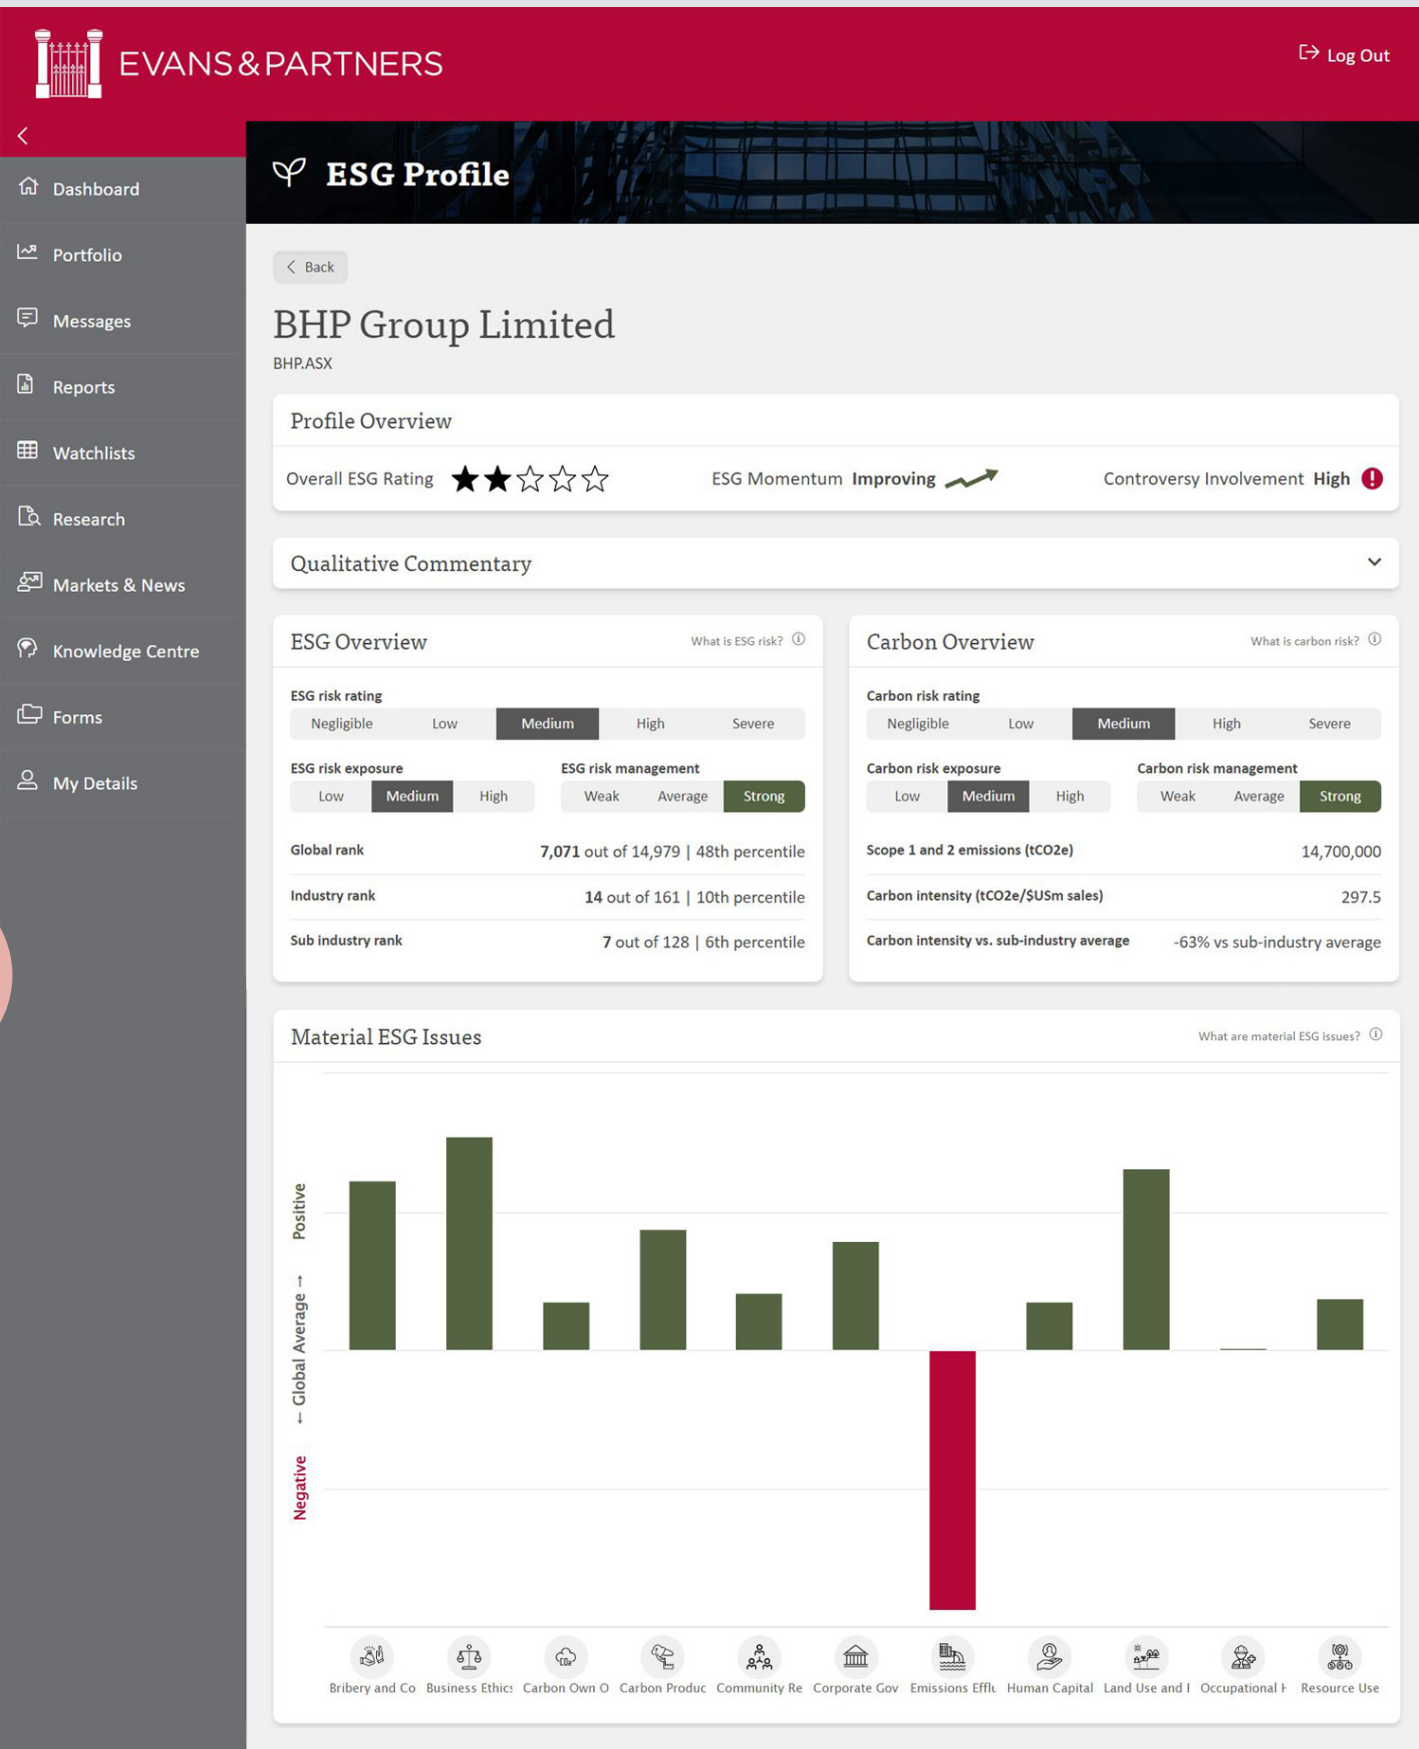 EVANS & PARTNERS
Log Out
Dashboard
Portfolio
Messages
Reports
Watchlists
Research
Markets & News
Knowledge Centre
Forms
My Details
ESG Profile
Back
BHP Group Limited
BHP.ASX
Profile Overview
Overall ESG Rating
ESG Momentum Improving
Controversy Involvement High
Qualitative Commentary
ESG Overview
What is ESG risk?
ESG risk rating
Negligible Low Medium High Severe
ESG risk exposure
Low Medium High
ESG risk management
Weak Average Strong
Global rank 7,071 out of 14,979 | 48th percentile
Industry rank 14 out of 161 | 10th percentile
Sub industry rank 7 out of 128 | 6th percentile
Carbon Overview
What is carbon risk?
Carbon risk rating
Negligible Low Medium High Severe
Carbon risk exposure
Low Medium High
Carbon risk management
Weak Average Strong
Scope 1 and 2 emissions (tCO2e) 14,700,000
Carbon intensity (tCO2e/$USm sales) 297.5
Carbon intensity vs. sub-industry average -63% vs sub-industry average
Material ESG Issues
What are material ESG issues?
Negative ← Global Average → Positive
Bribery and Co
Business Ethics
Carbon Own O
Carbon Produc
Community Re
Corporate Gov
Emissions Efflu
Human Capital
Land Use and
Occupational
Resource Use